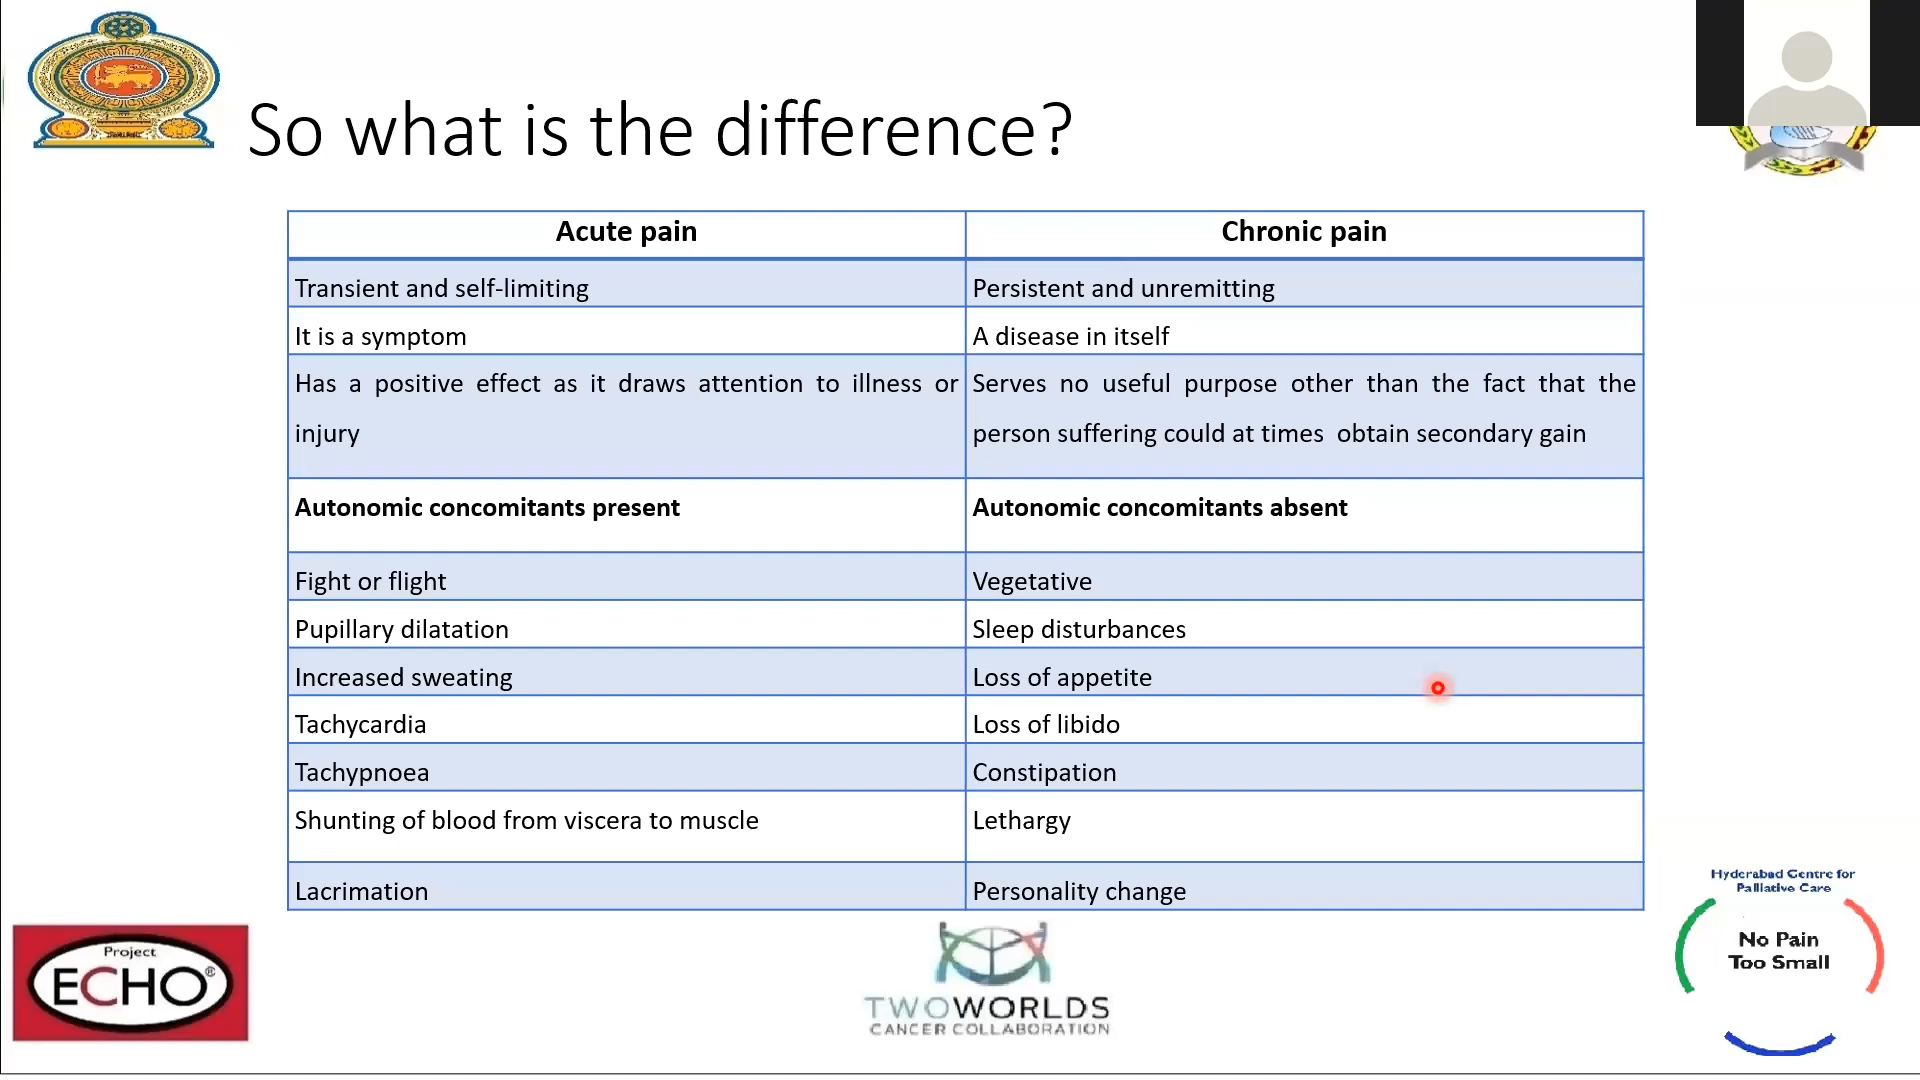 So what is the difference?
Acute pain
Chronic pain
Transient and self-limiting
Persistent and unremitting
It is a symptom
A disease in itself
Has a positive effect as it draws attention to illness or
injury
Serves no useful purpose other than the fact that the
person suffering could at times obtain secondary gain
Autonomic concomitants present
Autonomic concomitants absent
Fight or flight
Vegetative
Pupillary dilatation
Sleep disturbances
Increased sweating
Loss of appetite
Tachycardia
Loss of libido
Tachypnoea
Constipation
Shunting of blood from viscera to muscle
Lethargy
Lacrimation
Personality change
Project
ECHO®
TWOWORLDS
CANCER COLLABORATION
Hyderabad Centre for
Palliative Care
No Pain
Too Small